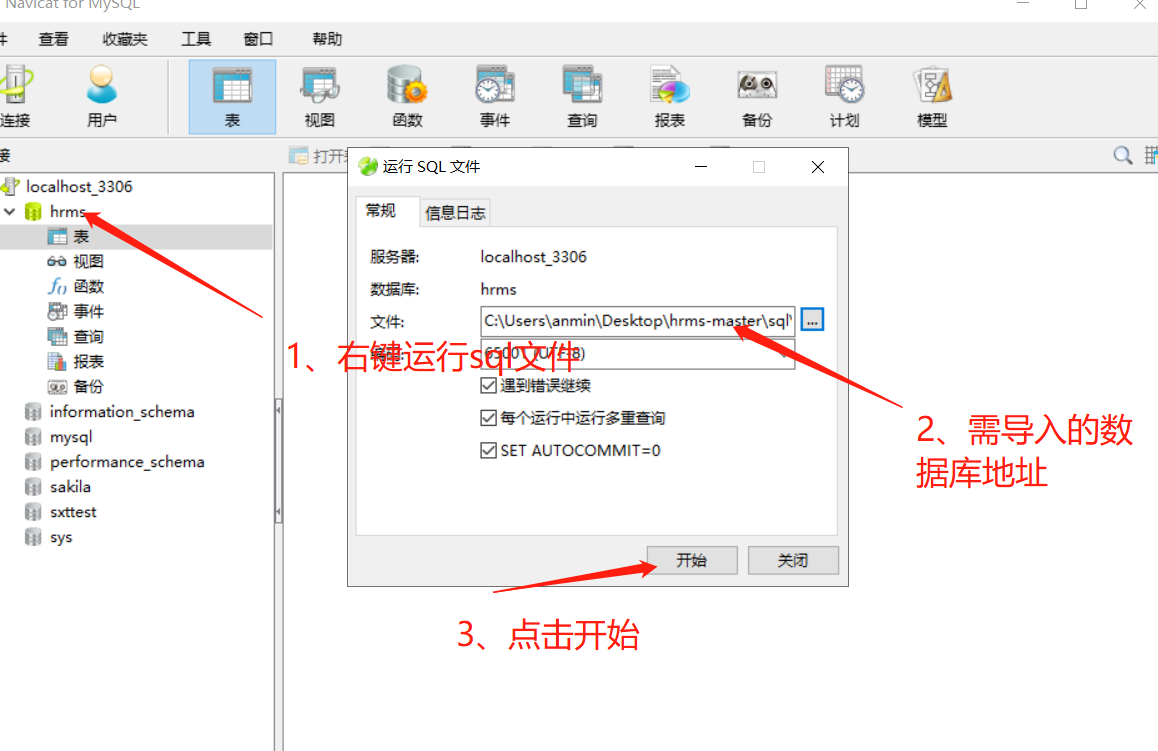 Navicat for MySQL
件 查看 收藏夹 工具 窗口 帮助
连接 用户 表 视图 函数 事件 查询 报表 备份 计划 模型
接
打开表
localhost_3306
hrms
表
视图
函数
事件
查询
报表
备份
information_schema
mysql
performance_schema
sakila
sxttest
sys
运行 SQL 文件
常规 信息日志
服务器: localhost_3306
数据库: hrms
文件: C:\Users\anmin\Desktop\hrms-master\sql\ ...
编码: 65001 (UTF-8)
遇到错误继续
每个运行中运行多重查询
SET AUTOCOMMIT=0
开始 关闭
1、右键运行sql文件
2、需导入的数
据库地址
3、点击开始